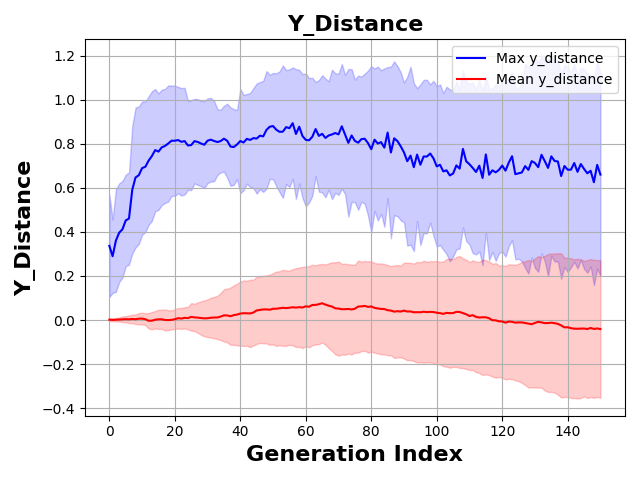 Y_Distance
Max y_distance
Mean y_distance
Y_Distance
1.2
1.0
0.8
0.6
0.4
0.2
0.0
−0.2
−0.4
0 20 40 60 80 100 120 140
Generation Index